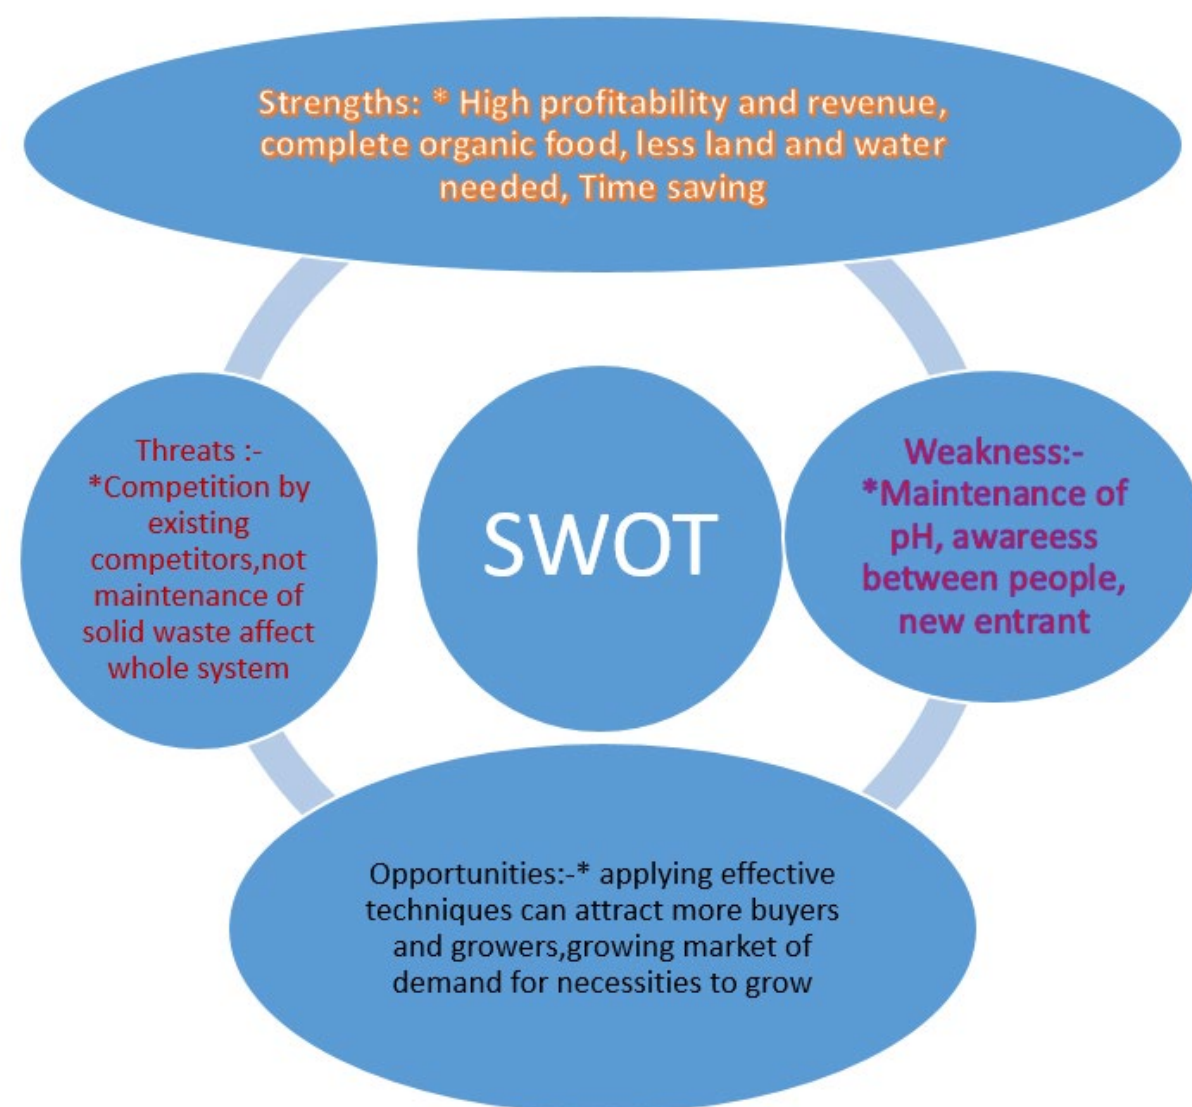 Strengths: * High profitability and revenue,
complete organic food, less land and water
needed, Time saving
Threats :-
*Competition by
existing
competitors,not
maintenance of
solid waste affect
whole system
SWOT
Weakness:-
*Maintenance of
pH, awareess
between people,
new entrant
Opportunities:-* applying effective
techniques can attract more buyers
and growers,growing market of
demand for necessities to grow